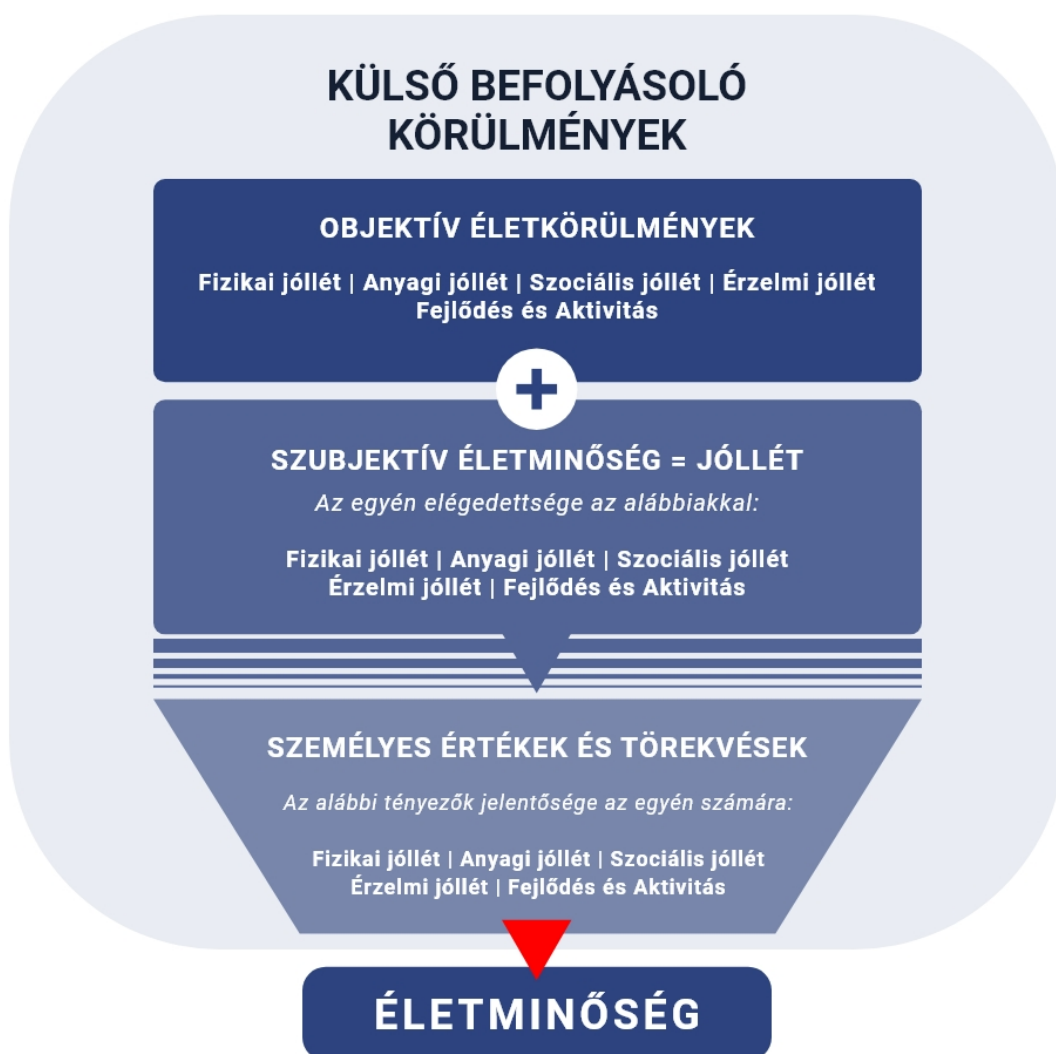 KÜLSŐ BEFOLYÁSOLÓ
KÖRÜLMÉNYEK
OBJEKTÍV ÉLETKÖRÜLMÉNYEK
Fizikai jóllét | Anyagi jóllét | Szociális jóllét | Érzelmi jóllét
Fejlődés és Aktivitás
+
SZUBJEKTÍV ÉLETMINŐSÉG = JÓLLÉT
Az egyén elégedettsége az alábbiakkal:
Fizikai jóllét | Anyagi jóllét | Szociális jóllét
Érzelmi jóllét | Fejlődés és Aktivitás
SZEMÉLYES ÉRTÉKEK ÉS TÖREKVÉSEK
Az alábbi tényezők jelentősége az egyén számára:
Fizikai jóllét | Anyagi jóllét | Szociális jóllét
Érzelmi jóllét | Fejlődés és Aktivitás
ÉLETMINŐSÉG